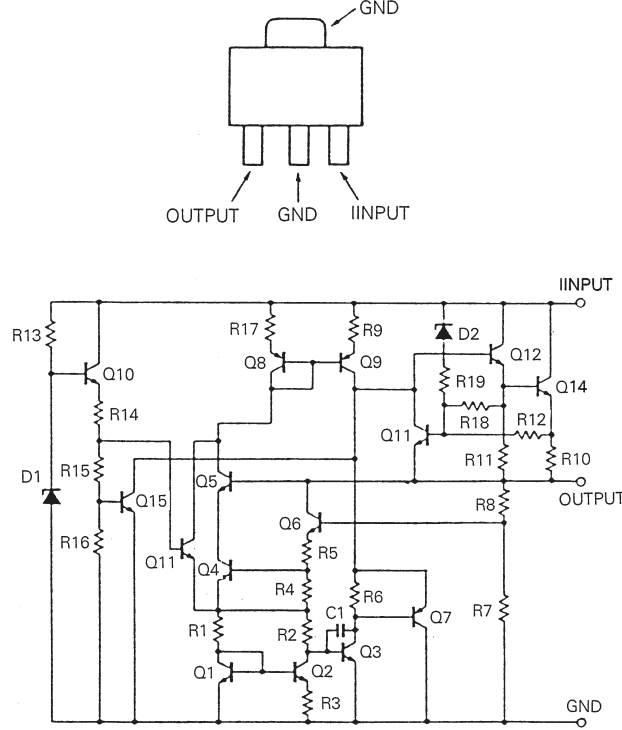 GND
OUTPUT GND IINPUT
IINPUT
R13 R17 R9 D2
Q10 Q8 Q9 Q12
R19 Q14
R14 R18 R12
Q11
D1 R15 R11 R10
Q15 Q5 OUTPUT
R8
Q6
R16 Q11 Q4 R5
R4 R6 R7
C1 Q7
R1 R2
Q1 Q2 Q3
R3 GND